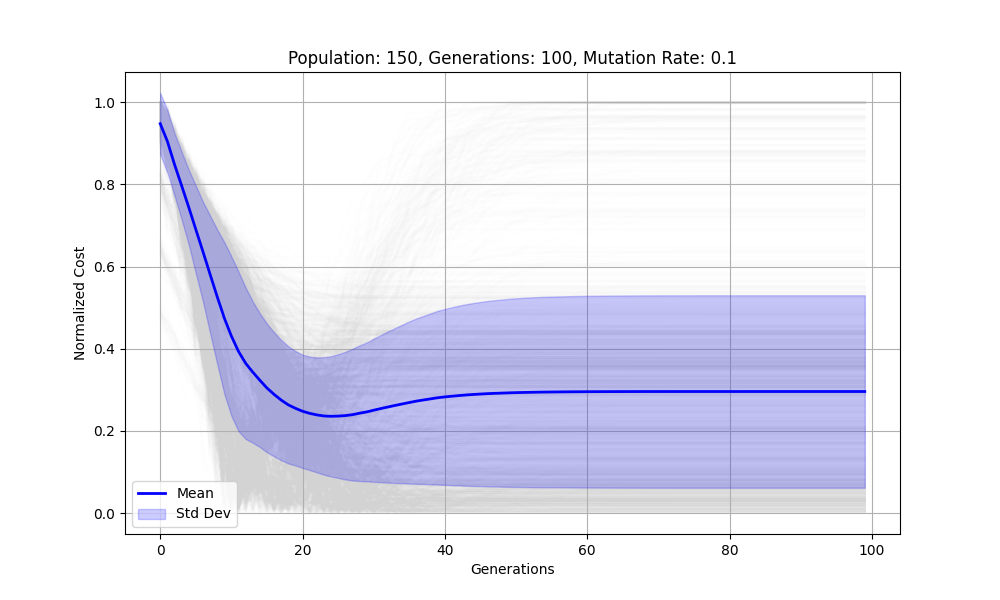 Population: 150, Generations: 100, Mutation Rate: 0.1
Normalized Cost
1.0
0.8
0.6
0.4
0.2
0.0
Mean
Std Dev
0 20 40 60 80 100
Generations